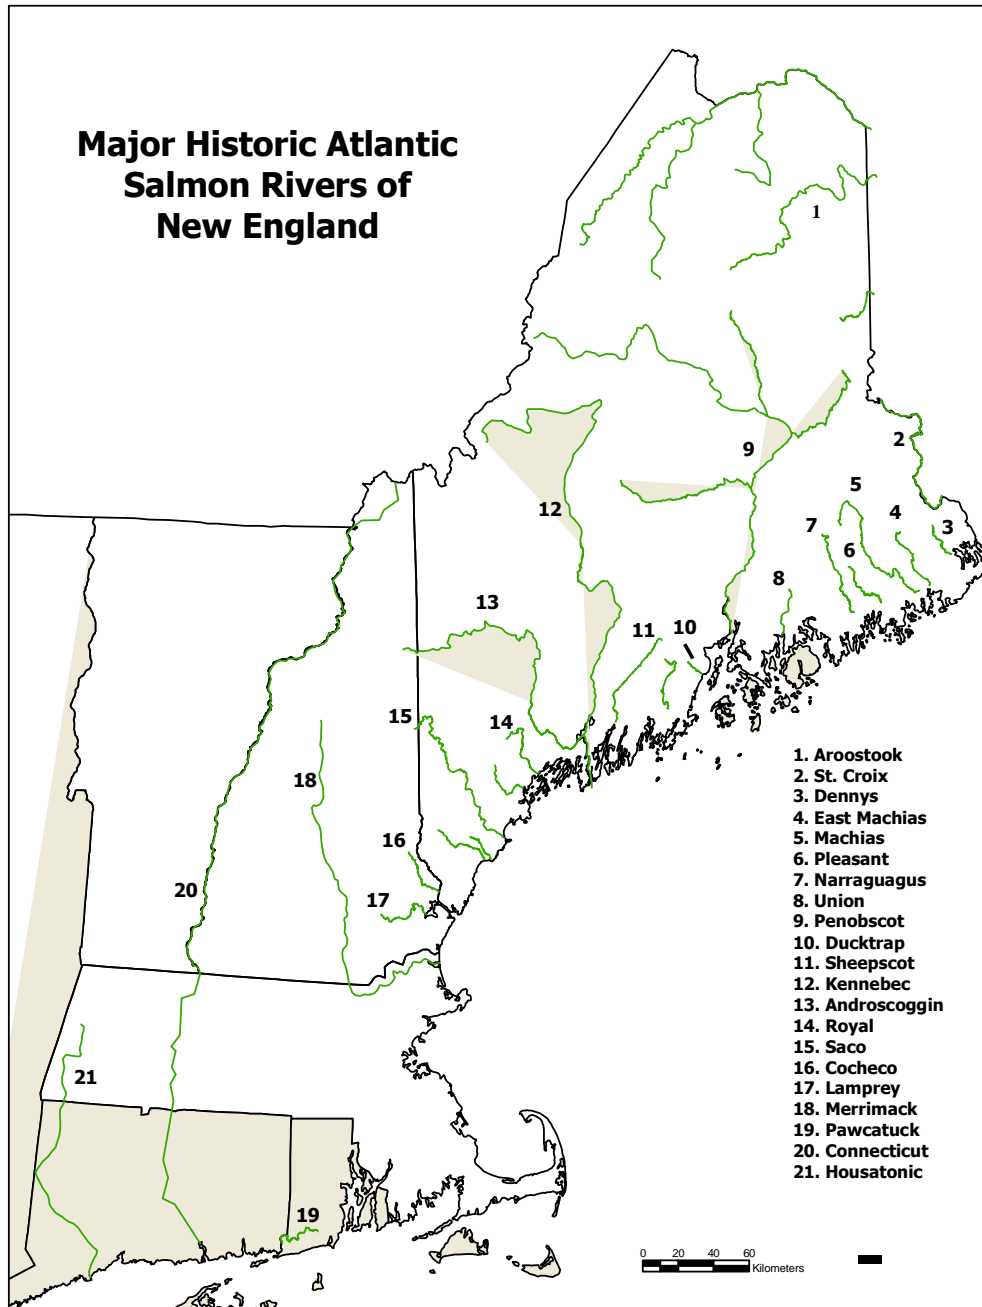 Major Historic Atlantic
Salmon Rivers of
New England
1
2
9
5
12
7
4
3
6
8
13
11
10
15
14
18
16
20
17
21
19
1. Aroostook
2. St. Croix
3. Dennys
4. East Machias
5. Machias
6. Pleasant
7. Narraguagus
8. Union
9. Penobscot
10. Ducktrap
11. Sheepscot
12. Kennebec
13. Androscoggin
14. Royal
15. Saco
16. Cocheco
17. Lamprey
18. Merrimack
19. Pawcatuck
20. Connecticut
21. Housatonic
0 20 40 60
Kilometers